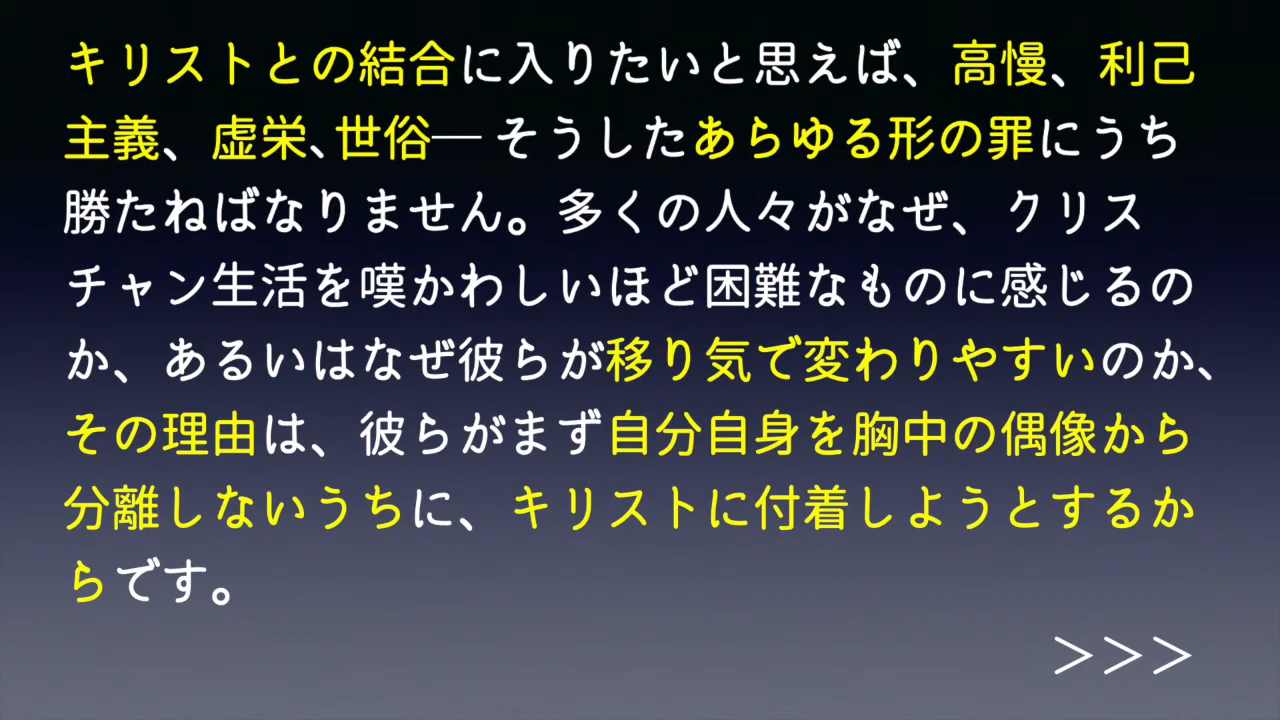 キリストとの結合に入りたいと思えば、高慢、利己
主義、虚栄、世俗― そうしたあらゆる形の罪にうち
勝たねばなりません。多くの人々がなぜ、クリス
チャン生活を嘆かわしいほど困難なものに感じるの
か、あるいはなぜ彼らが移り気で変わりやすいのか、
その理由は、彼らがまず自分自身を胸中の偶像から
分離しないうちに、キリストに付着しようとするか
らです。
>>>